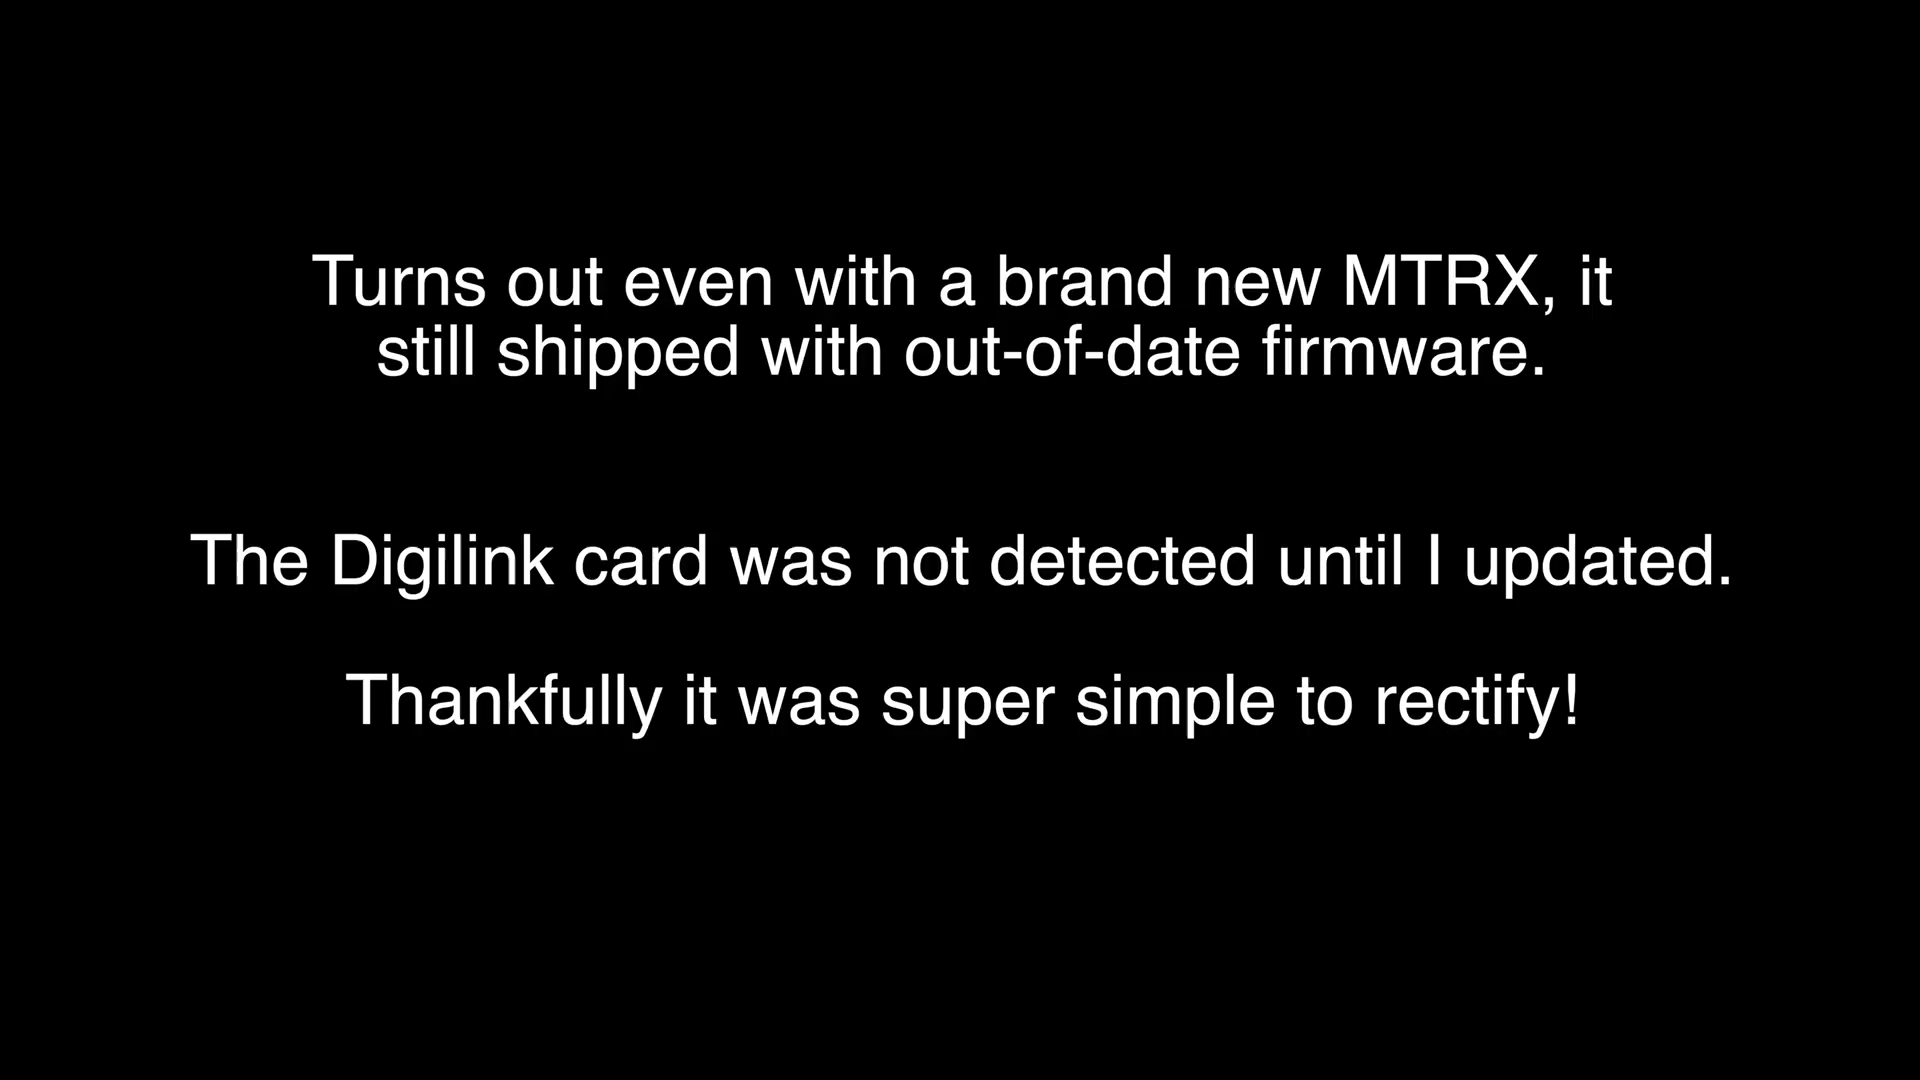 Turns out even with a brand new MTRX, it
still shipped with out-of-date firmware.
The Digilink card was not detected until I updated.
Thankfully it was super simple to rectify!